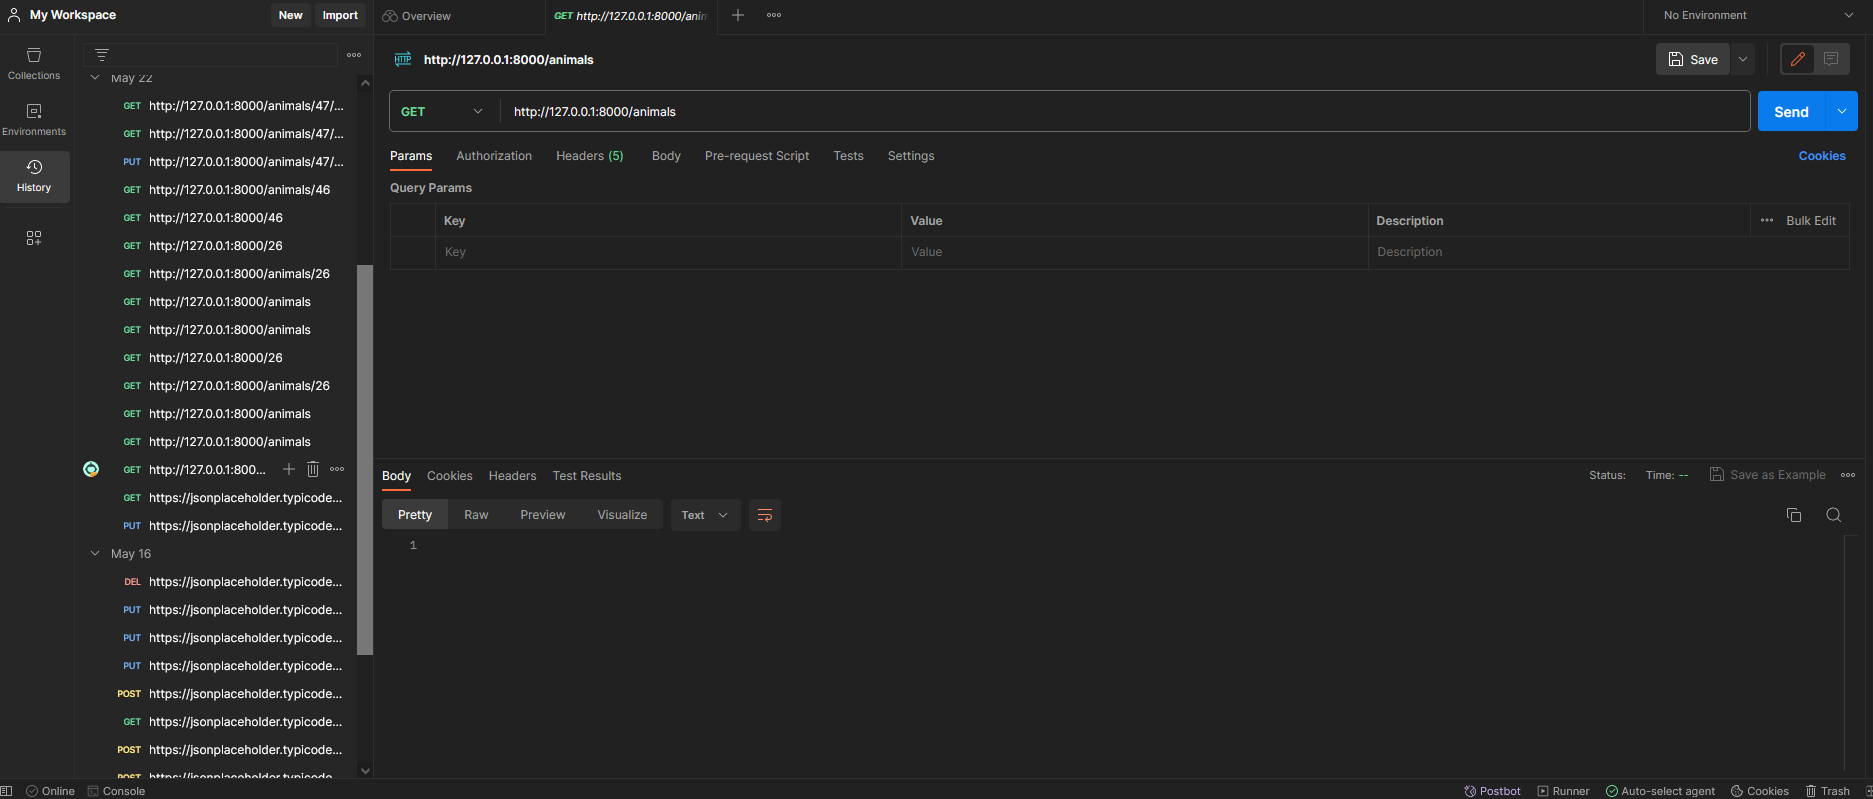 My Workspace
New
Import
Overview
GET http://127.0.0.1:8000/anim
No Environment
Collections
Environments
History
May 22
GET http://127.0.0.1:8000/animals/47/...
GET http://127.0.0.1:8000/animals/47/...
PUT http://127.0.0.1:8000/animals/47/...
GET http://127.0.0.1:8000/animals/46
GET http://127.0.0.1:8000/46
GET http://127.0.0.1:8000/26
GET http://127.0.0.1:8000/animals/26
GET http://127.0.0.1:8000/animals
GET http://127.0.0.1:8000/animals
GET http://127.0.0.1:8000/26
GET http://127.0.0.1:8000/animals/26
GET http://127.0.0.1:8000/animals
GET http://127.0.0.1:8000/animals
GET http://127.0.0.1:800...
GET https://jsonplaceholder.typicode...
PUT https://jsonplaceholder.typicode...
May 16
DEL https://jsonplaceholder.typicode...
PUT https://jsonplaceholder.typicode...
PUT https://jsonplaceholder.typicode...
PUT https://jsonplaceholder.typicode...
POST https://jsonplaceholder.typicode...
GET https://jsonplaceholder.typicode...
POST https://jsonplaceholder.typicode...
POST https://jsonplaceholder.typicode...
HTTP http://127.0.0.1:8000/animals
Save
GET http://127.0.0.1:8000/animals
Send
Params Authorization Headers (5) Body Pre-request Script Tests Settings Cookies
Query Params
Key Value Description Bulk Edit
Key Value Description
Body Cookies Headers Test Results Status: Time: -- Save as Example
Pretty Raw Preview Visualize Text
1
Online Console Postbot Runner Auto-select agent Cookies Trash